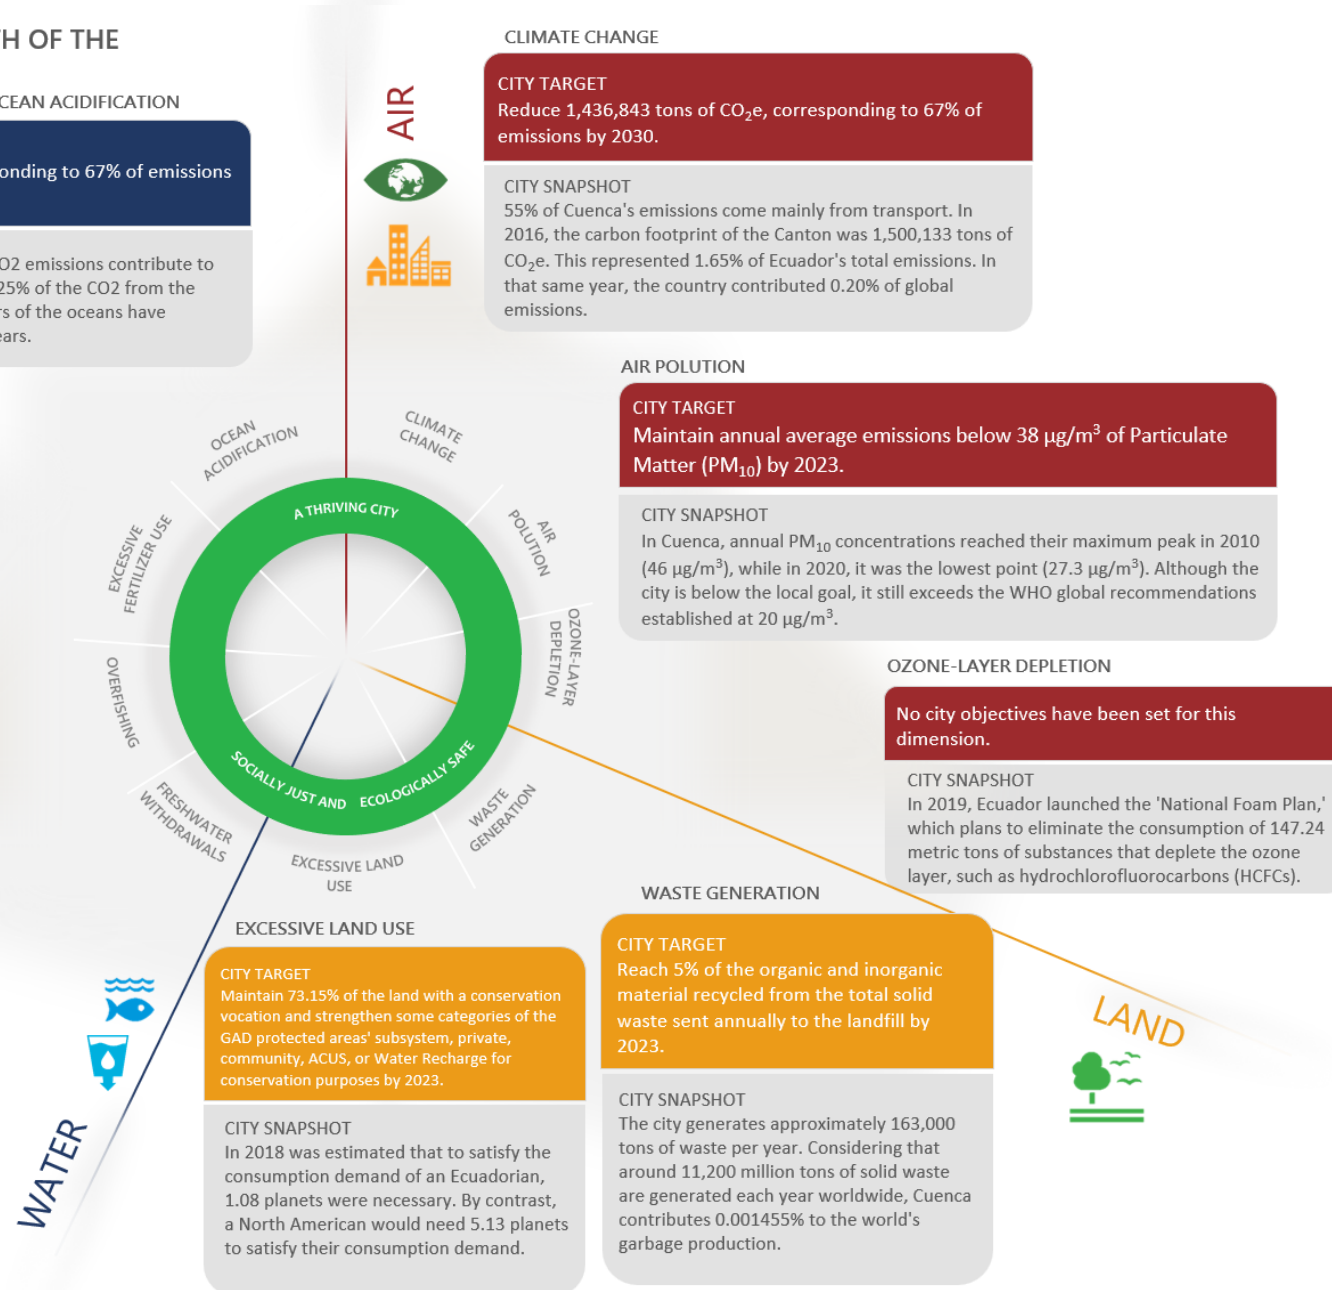 TH OF THE
CEAN ACIDIFICATION
onding to 67% of emissions
O2 emissions contribute to
25% of the CO2 from the
rs of the oceans have
ears.
AIR
CLIMATE CHANGE
CITY TARGET
Reduce 1,436,843 tons of CO₂e, corresponding to 67% of
emissions by 2030.
CITY SNAPSHOT
55% of Cuenca's emissions come mainly from transport. In
2016, the carbon footprint of the Canton was 1,500,133 tons of
CO₂e. This represented 1.65% of Ecuador's total emissions. In
that same year, the country contributed 0.20% of global
emissions.
AIR POLUTION
CITY TARGET
Maintain annual average emissions below 38 µg/m³ of Particulate
Matter (PM₁₀) by 2023.
CITY SNAPSHOT
In Cuenca, annual PM₁₀ concentrations reached their maximum peak in 2010
(46 µg/m³), while in 2020, it was the lowest point (27.3 µg/m³). Although the
city is below the local goal, it still exceeds the WHO global recommendations
established at 20 µg/m³.
OZONE-LAYER DEPLETION
No city objectives have been set for this
dimension.
CITY SNAPSHOT
In 2019, Ecuador launched the 'National Foam Plan,'
which plans to eliminate the consumption of 147.24
metric tons of substances that deplete the ozone
layer, such as hydrochlorofluorocarbons (HCFCs).
OCEAN
ACIDIFICATION
CLIMATE
CHANGE
AIR
POLUTION
OZONE-LAYER
DEPLETION
WASTE
GENERATION
EXCESSIVE LAND
USE
FRESHWATER
WITHDRAWALS
OVERFISHING
EXCESSIVE
FERTILIZER USE
A THRIVING CITY
SOCIALLY JUST AND ECOLOGICALLY SAFE
WASTE GENERATION
CITY TARGET
Reach 5% of the organic and inorganic
material recycled from the total solid
waste sent annually to the landfill by
2023.
CITY SNAPSHOT
The city generates approximately 163,000
tons of waste per year. Considering that
around 11,200 million tons of solid waste
are generated each year worldwide, Cuenca
contributes 0.001455% to the world's
garbage production.
EXCESSIVE LAND USE
CITY TARGET
Maintain 73.15% of the land with a conservation
vocation and strengthen some categories of the
GAD protected areas' subsystem, private,
community, ACUS, or Water Recharge for
conservation purposes by 2023.
CITY SNAPSHOT
In 2018 was estimated that to satisfy the
consumption demand of an Ecuadorian,
1.08 planets were necessary. By contrast,
a North American would need 5.13 planets
to satisfy their consumption demand.
LAND
WATER